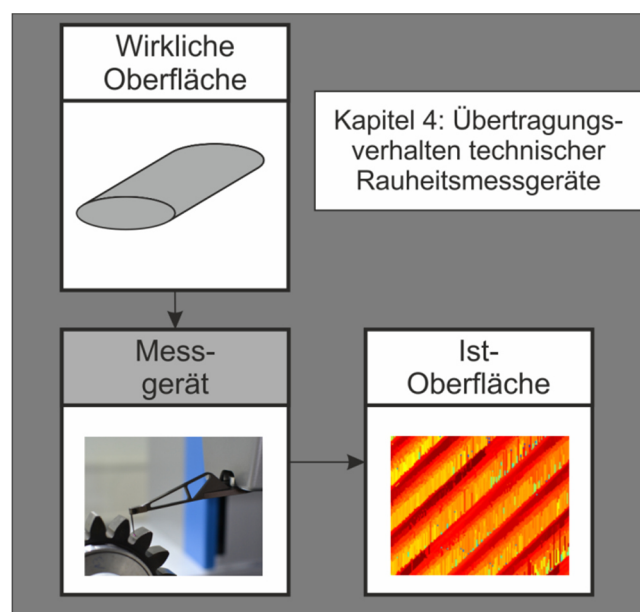 Wirkliche
Oberfläche
Kapitel 4: Übertragungs-
verhalten technischer
Rauheitsmessgeräte
Mess-
gerät
Ist-
Oberfläche